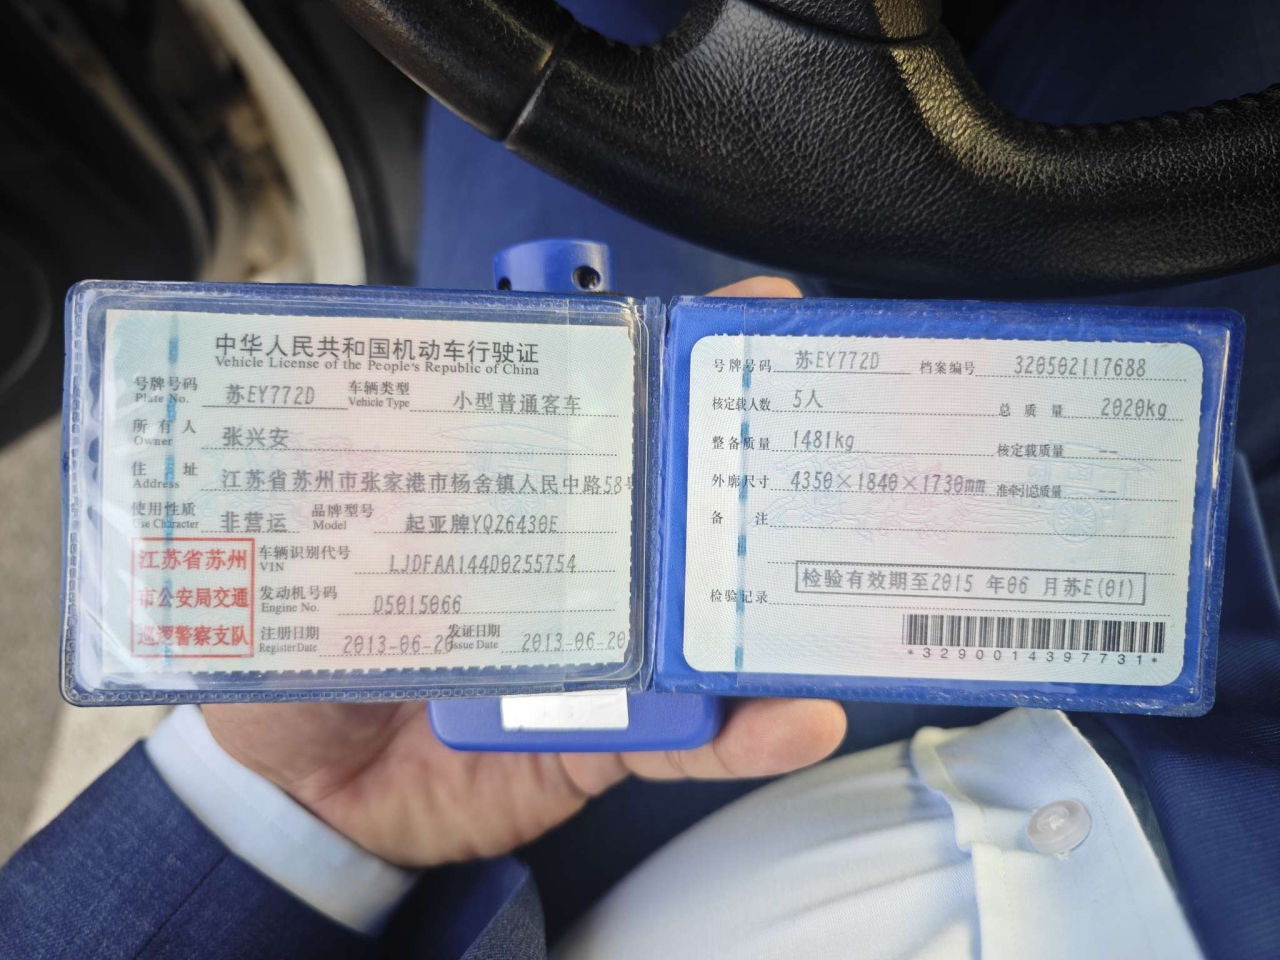 中华人民共和国机动车行驶证
Vehicle License of the People's Republic of China
号牌号码 苏EY772D 车辆类型 小型普通客车
Plate No. Vehicle Type
所有人 张兴安
Owner
住址 江苏省苏州市张家港市杨舍镇人民中路58号
Address
使用性质 非营运 品牌型号 起亚牌YQZ6430E
Use Character Model
江苏省苏州
市公安局交通
巡逻警察支队
车辆识别代号 LJDFAA144D0255754
VIN
发动机号码 D5015066
Engine No.
注册日期 2013-06-20 发证日期 2013-06-20
Register Date Issue Date
号牌号码 苏EY772D 档案编号 320502117688
核定载人数 5人 总质量 2020kg
整备质量 1481kg 核定载质量 --
外廓尺寸 4350×1840×1730mm 准牵引总质量 --
备注
检验记录 检验有效期至2015 年06 月苏E(01)
*3290014397731*